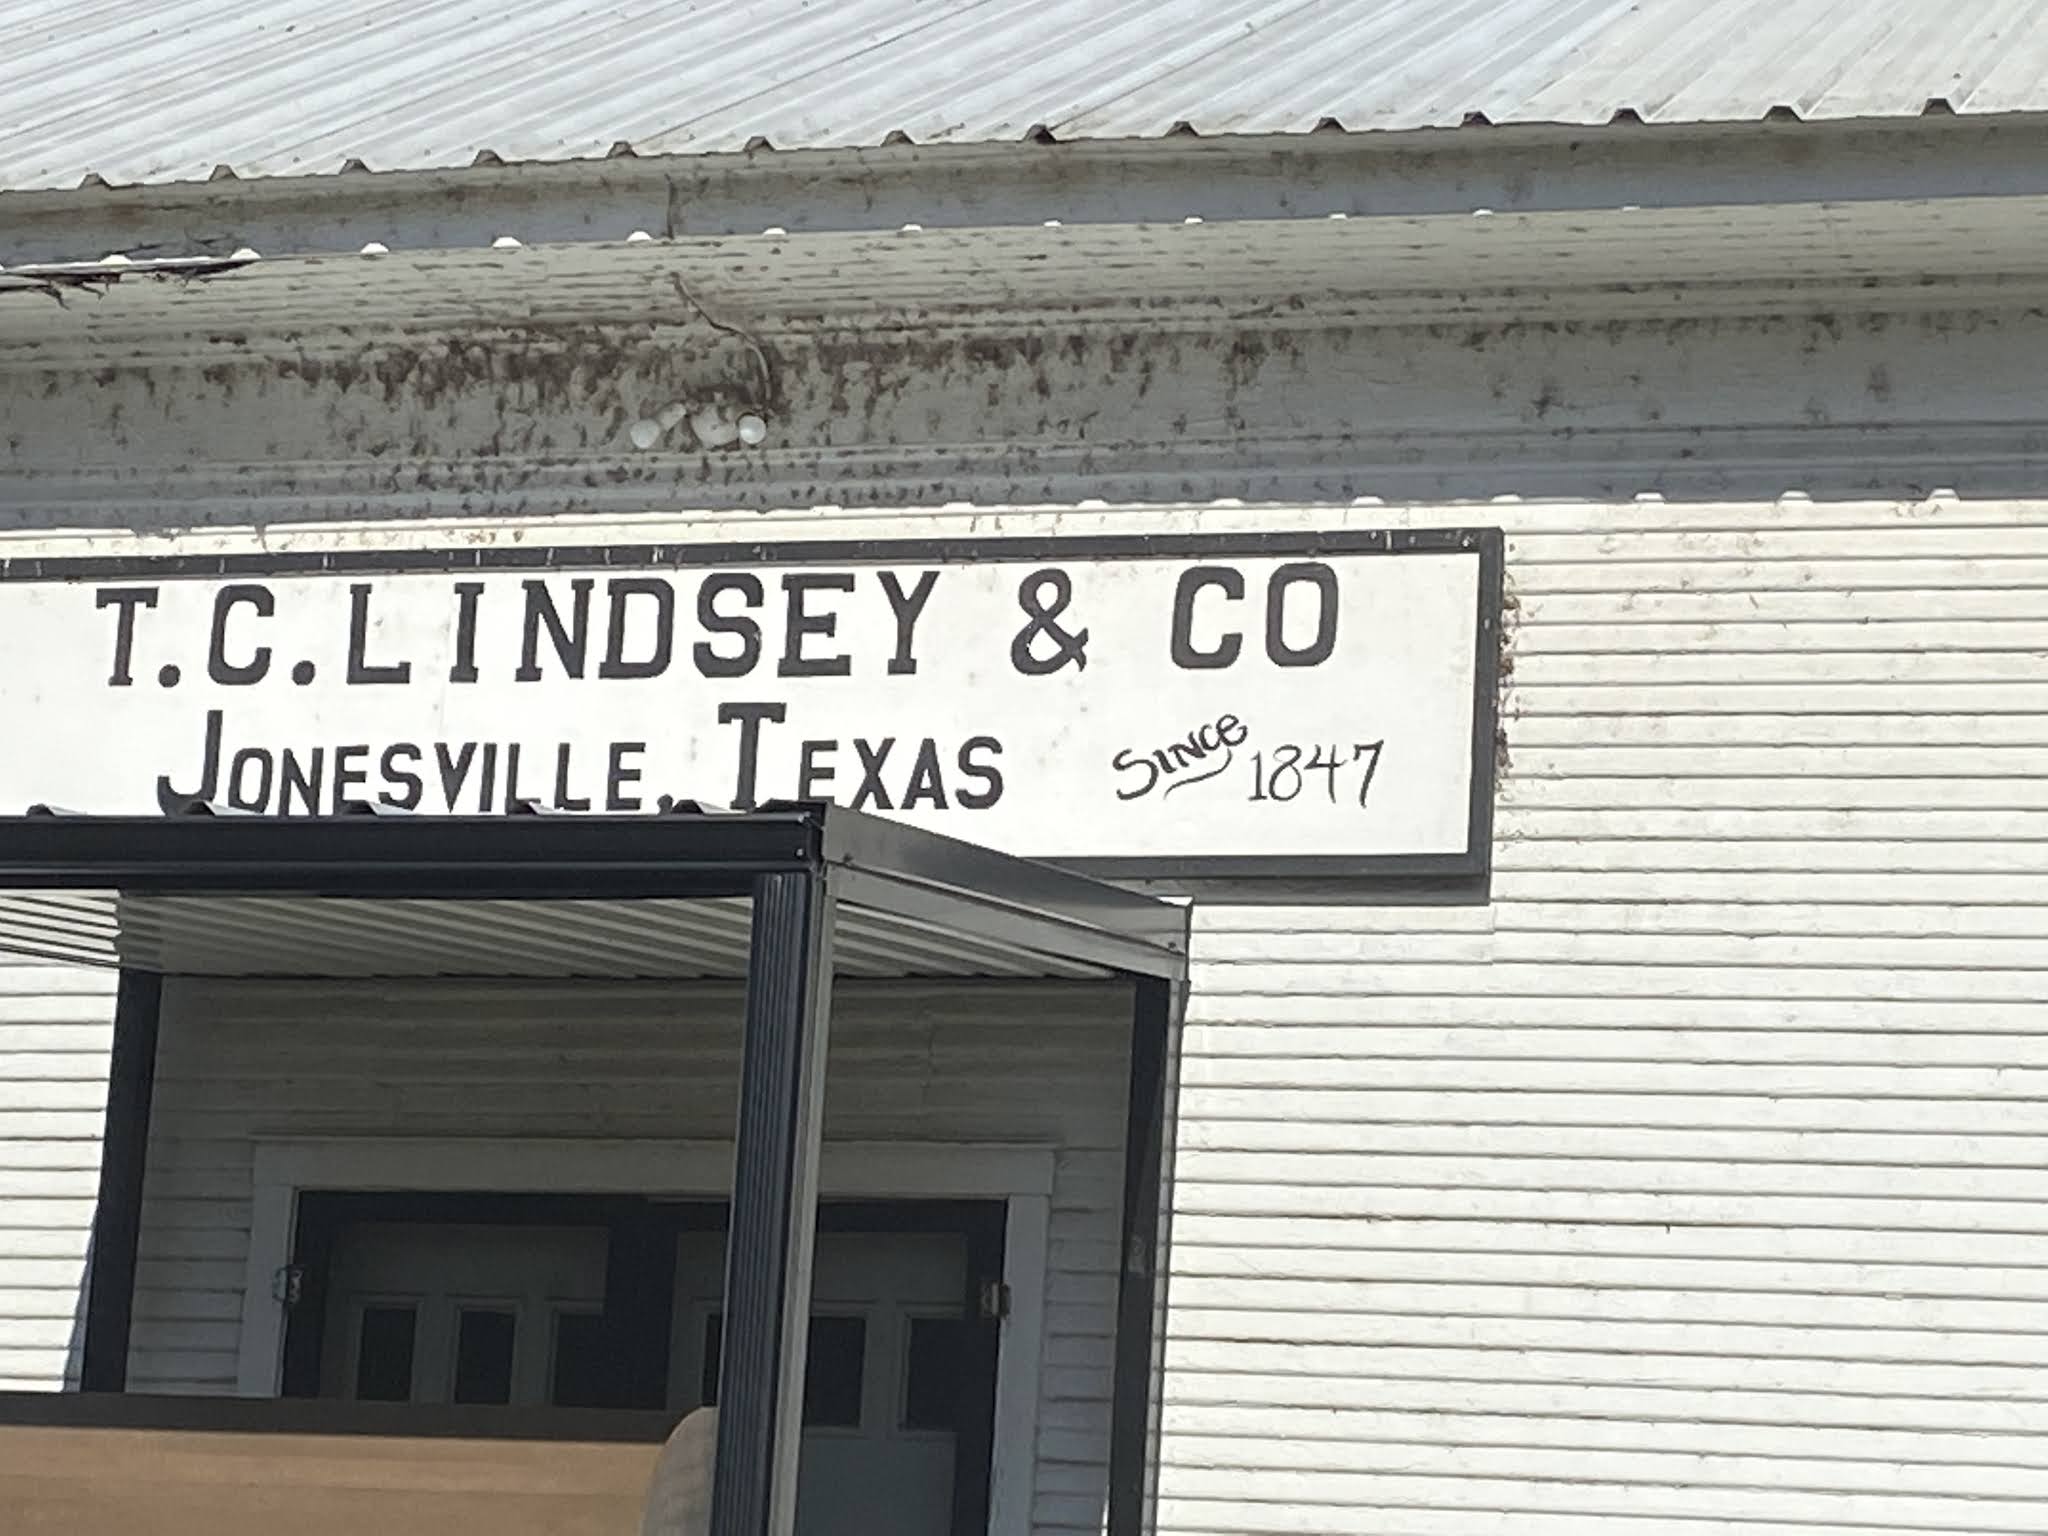 T.C. LINDSEY & CO
JONESVILLE, TEXAS
SINCE 1847